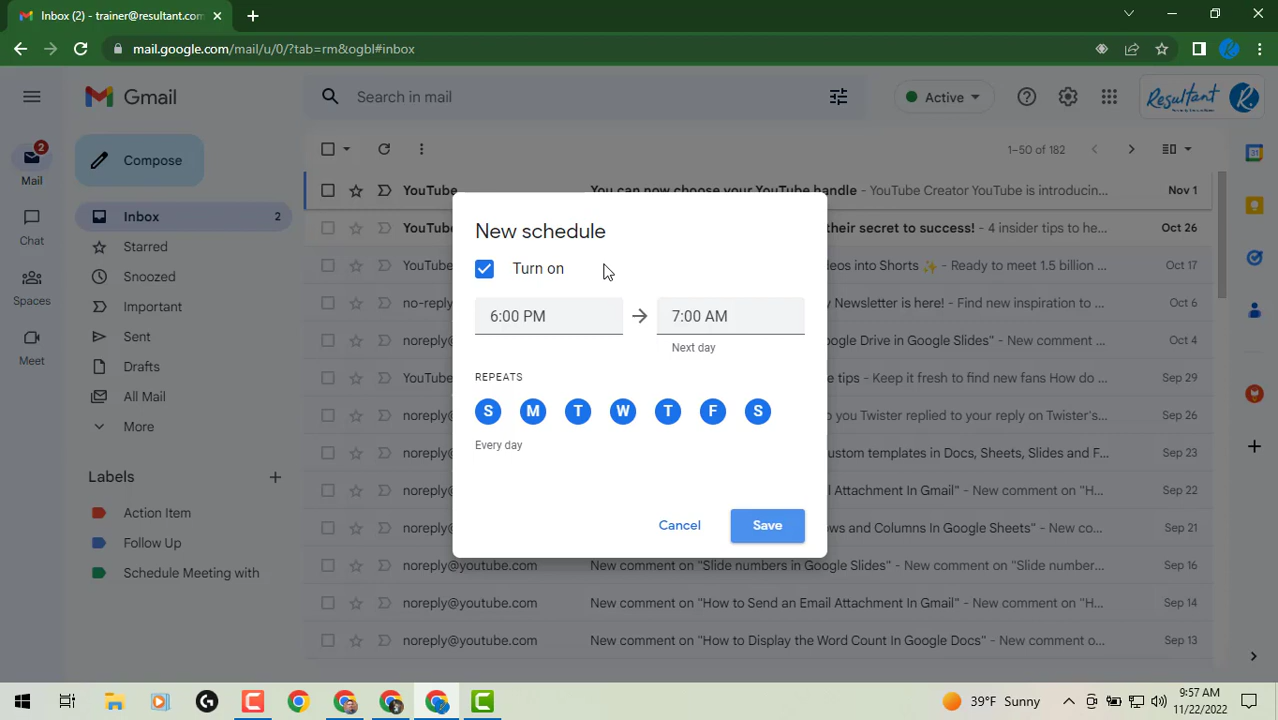 Inbox (2) - trainer@resultant.com
mail.google.com/mail/u/0/?tab=rm&ogbl#inbox
Gmail
Search in mail
Active
Resultant
R
2
Mail
Chat
Spaces
Meet
Compose
Inbox 2
Starred
Snoozed
Important
Sent
Drafts
All Mail
More
Labels
Action Item
Follow Up
Schedule Meeting with
1–50 of 182
YouTube You can now choose your YouTube handle - YouTube Creator YouTube is introducin... Nov 1
YouTube their secret to success! - 4 insider tips to he... Oct 26
YouTube into Shorts ✨ - Ready to meet 1.5 billion ... Oct 17
no-reply Newsletter is here! - Find new inspiration to ... Oct 6
noreply Drive in Google Slides" - Ready to Oct 4
YouTube tips - Keep it fresh to find new fans How do ... Sep 29
noreply you Twister replied to your reply on Twister's... Sep 26
noreply custom templates in Docs, Sheets, Slides and F... Sep 23
noreply Attachment In Gmail" - New comment on "H... Sep 22
noreply and Columns In Google Sheets" - New co... Sep 21
noreply@youtube.com New comment on "Slide numbers in Google Slides" - New comment on "Slide number... Sep 16
noreply@youtube.com New comment on "How to Send an Email Attachment In Gmail" - New comment on "H... Sep 14
noreply@youtube.com New comment on "How to Display the Word Count In Google Docs" - New comment o... Sep 13
New schedule
Turn on
6:00 PM → 7:00 AM
Next day
REPEATS
S M T W T F S
Every day
Cancel Save
39°F Sunny
9:57 AM
11/22/2022